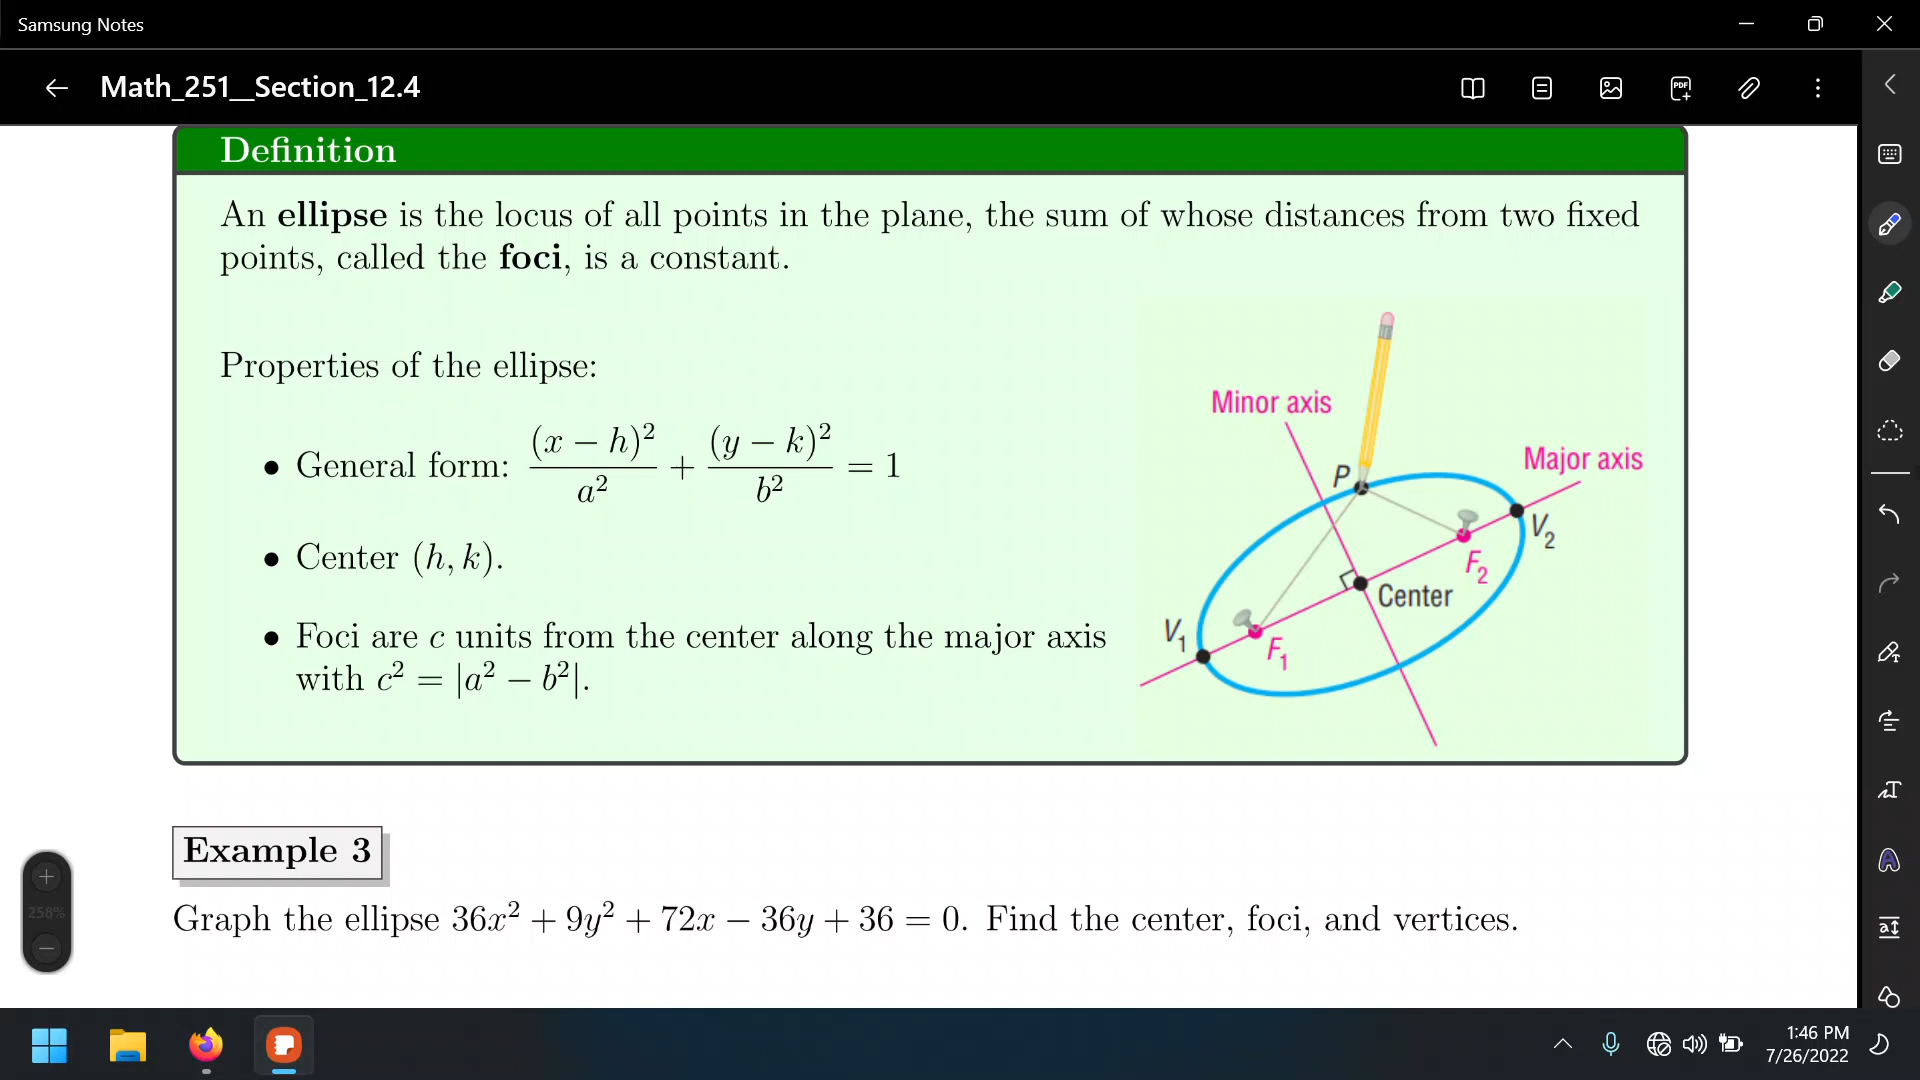 Samsung Notes
Math_251__Section_12.4
PDF
Definition
An ellipse is the locus of all points in the plane, the sum of whose distances from two fixed
points, called the foci, is a constant.
Properties of the ellipse:
• General form: (x − h)²/a² + (y − k)²/b² = 1
• Center (h, k).
• Foci are c units from the center along the major axis
with c² = |a² − b²|.
Minor axis
Major axis
P
V₂
F₂
Center
V₁
F₁
Example 3
Graph the ellipse 36x² + 9y² + 72x − 36y + 36 = 0. Find the center, foci, and vertices.
258%
1:46 PM
7/26/2022